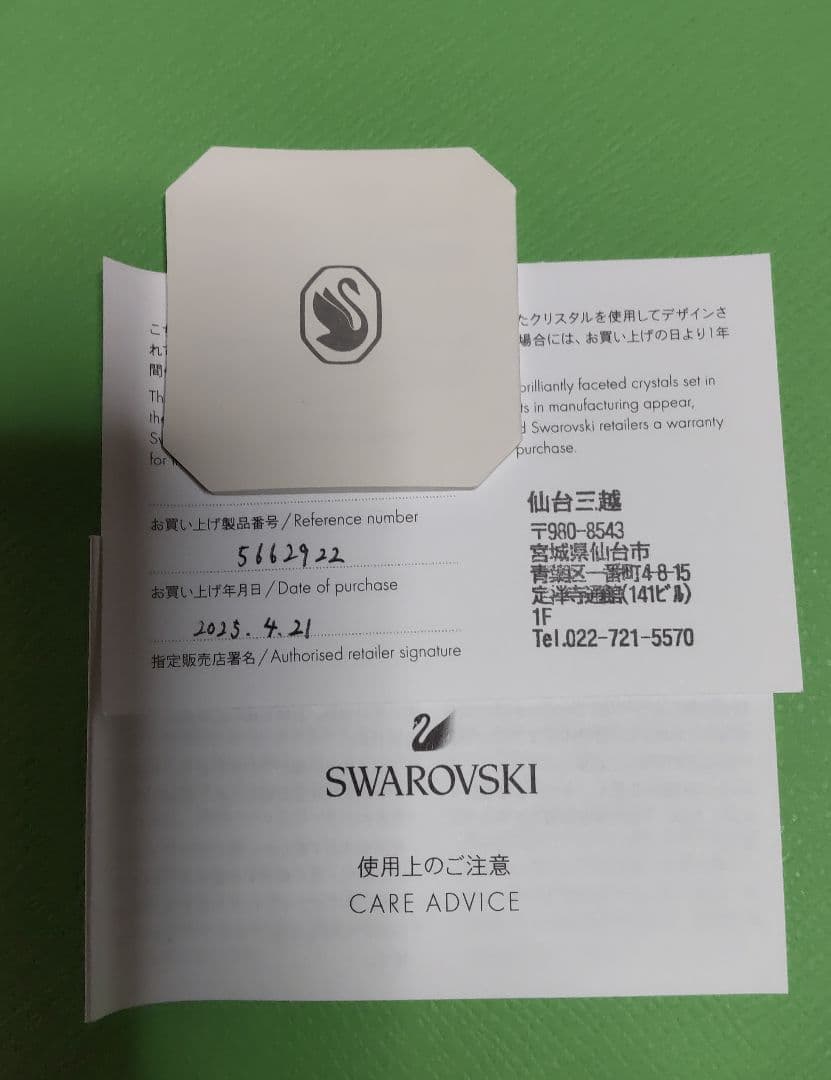 こ
れ
間
Th
the
Sw
for
たクリスタルを使用してデザインさ
場合には、お買い上げの日より1年
brilliantly faceted crystals set in
ts in manufacturing appear,
d Swarovski retailers a warranty
purchase.
お買い上げ製品番号/Reference number
5662922
お買い上げ年月日/Date of purchase
2025. 4. 21
指定販売店署名/Authorised retailer signature
仙台三越
〒980-8543
宮城県仙台市
青葉区一番町4-8-15
定禅寺通館(141ビル)
1F
Tel.022-721-5570
SWAROVSKI
使用上のご注意
CARE ADVICE